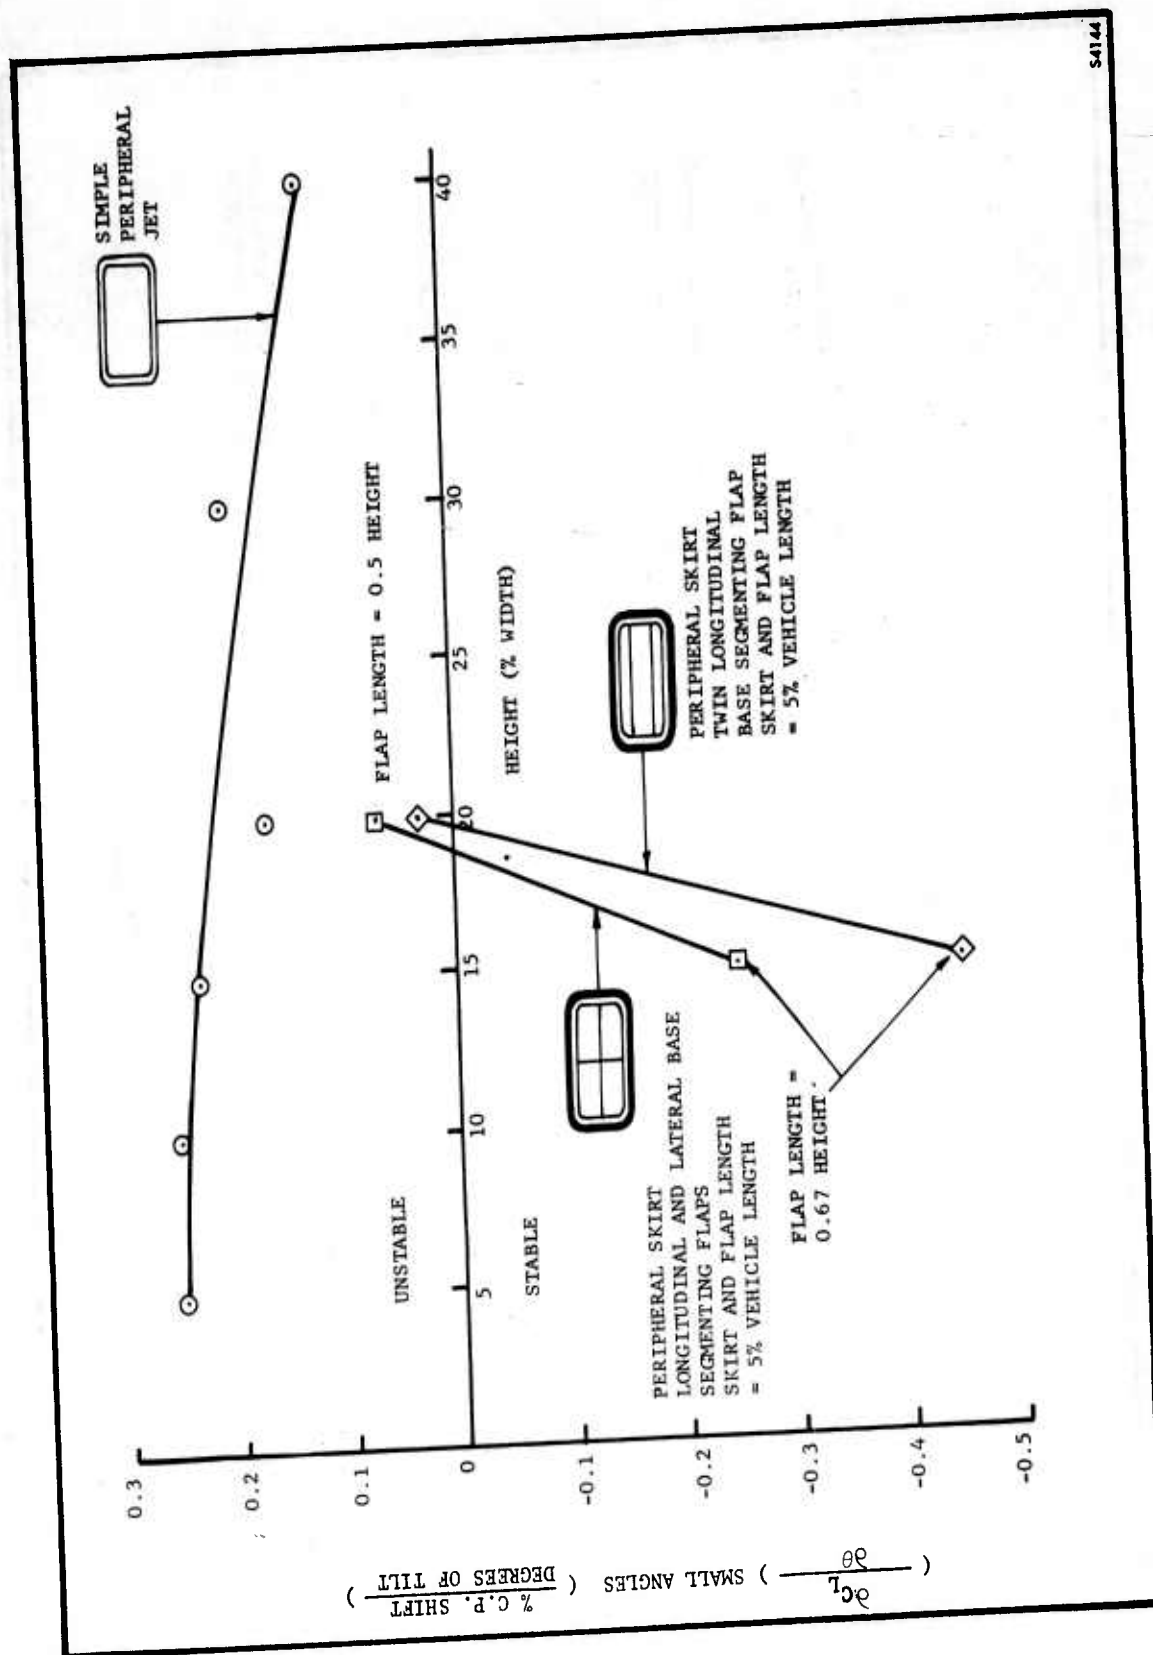 SIMPLE
PERIPHERAL
JET
FLAP LENGTH = 0.5 HEIGHT
0.3
0.2
0.1
0
-0.1
-0.2
-0.3
-0.4
-0.5
5
10
15
20
25
30
35
40
HEIGHT (% WIDTH)
UNSTABLE
STABLE
PERIPHERAL SKIRT
LONGITUDINAL AND LATERAL BASE
SEGMENTING FLAPS
SKIRT AND FLAP LENGTH
= 5% VEHICLE LENGTH
PERIPHERAL SKIRT
TWIN LONGITUDINAL
BASE SEGMENTING FLAP
SKIRT AND FLAP LENGTH
= 5% VEHICLE LENGTH
FLAP LENGTH =
0.67 HEIGHT
( ∂CL / ∂θ ) SMALL ANGLES ( % C.P. SHIFT / DEGREES OF TILT )
S4144